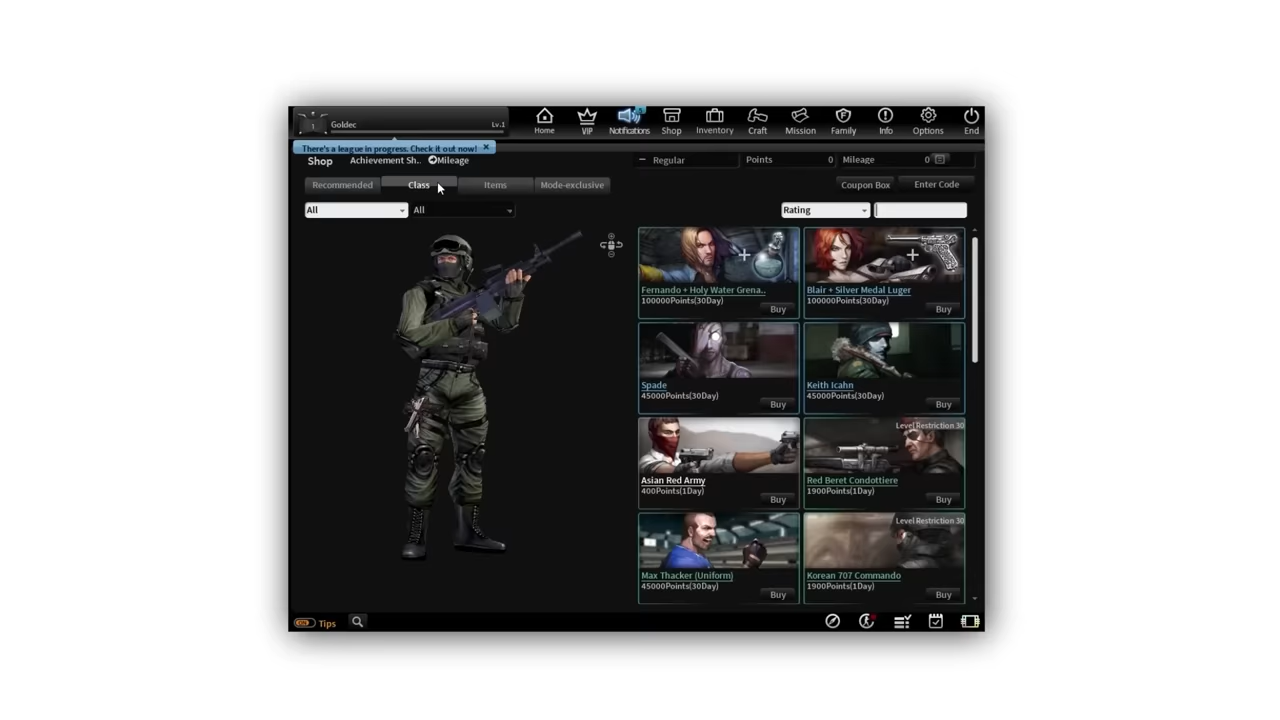 1
Goldec
Lv.1
Home
VIP
Notifications
Shop
Inventory
Craft
Mission
Family
Info
Options
End
There's a league in progress. Check it out now!
Shop
Achievement Sh..
Mileage
Regular
Points 0
Mileage 0
Recommended
Class
Items
Mode-exclusive
Coupon Box
Enter Code
All
All
Rating
Fernando + Holy Water Grena..
100000Points(30Day)
Buy
Blair + Silver Medal Luger
100000Points(30Day)
Buy
Spade
45000Points(30Day)
Buy
Keith Icahn
45000Points(30Day)
Buy
Asian Red Army
400Points(1Day)
Buy
Level Restriction 30
Red Beret Condottiere
1900Points(1Day)
Buy
Max Thacker (Uniform)
45000Points(30Day)
Buy
Level Restriction 30
Korean 707 Commando
1900Points(1Day)
Buy
ON
Tips